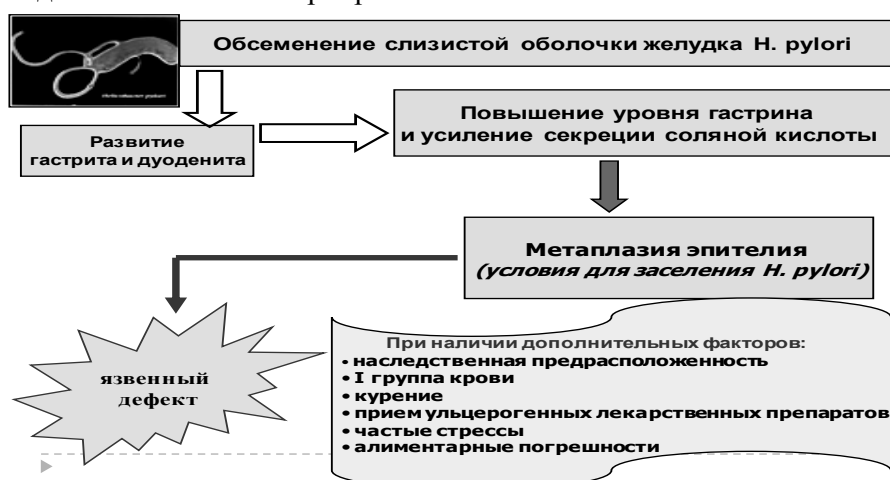 Обсеменение слизистой оболочки желудка H. pylori
Развитие
гастрита и дуоденита
Повышение уровня гастрина
и усиление секреции соляной кислоты
Метаплазия эпителия
(условия для заселения H. pylori)
язвенный
дефект
При наличии дополнительных факторов:
• наследственная предрасположенность
• I группа крови
• курение
• прием ульцерогенных лекарственных препаратов
• частые стрессы
• алиментарные погрешности